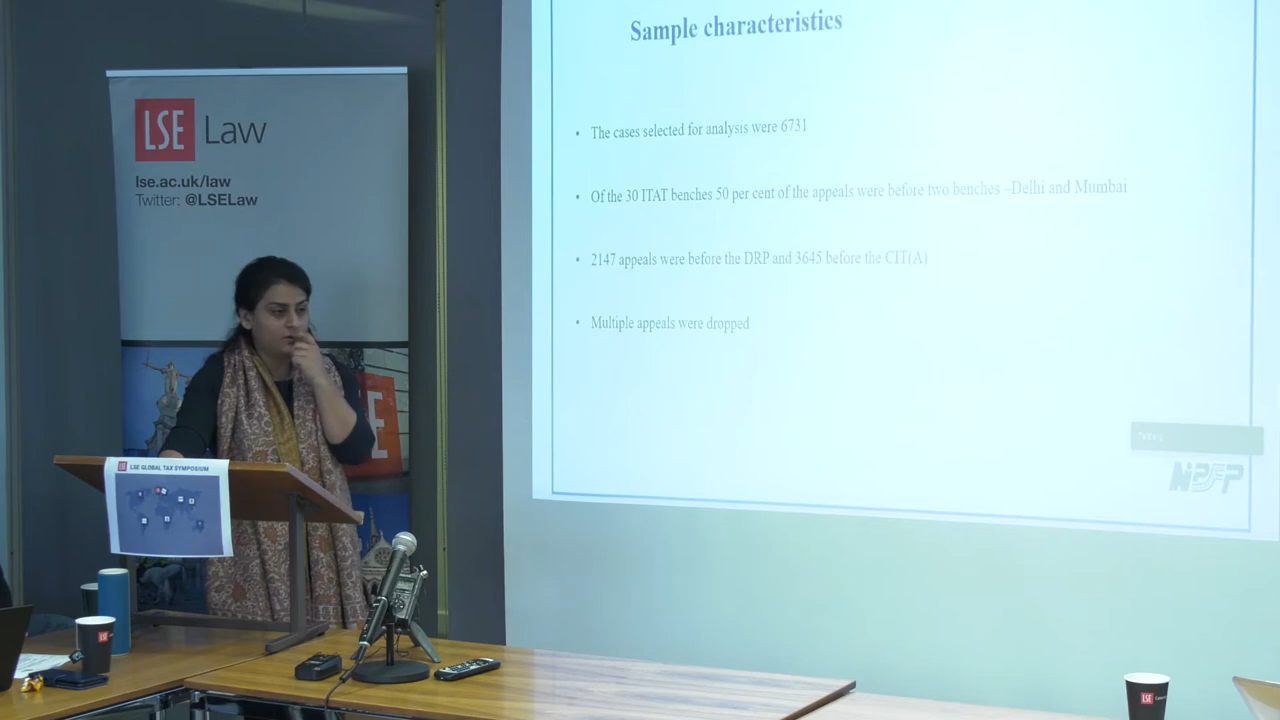 LSE Law
lse.ac.uk/law
Twitter: @LSELaw
Sample characteristics
• The cases selected for analysis were 6731
• Of the 30 ITAT benches 50 per cent of the appeals were before two benches –Delhi and Mumbai
• 2147 appeals were before the DRP and 3645 before the CIT(A)
• Multiple appeals were dropped
NIPFP
LSE GLOBAL TAX SYMPOSIUM
LSE
LSE